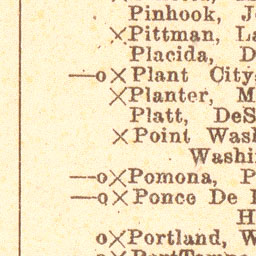 Pinhook, J
×Pittman, La
Placida, D
—o×Plant City,
×Planter, M
Platt, DeS
×Point Wash
Washi
—o×Pomona, P
—o×Ponce De
H
o×Portland, W